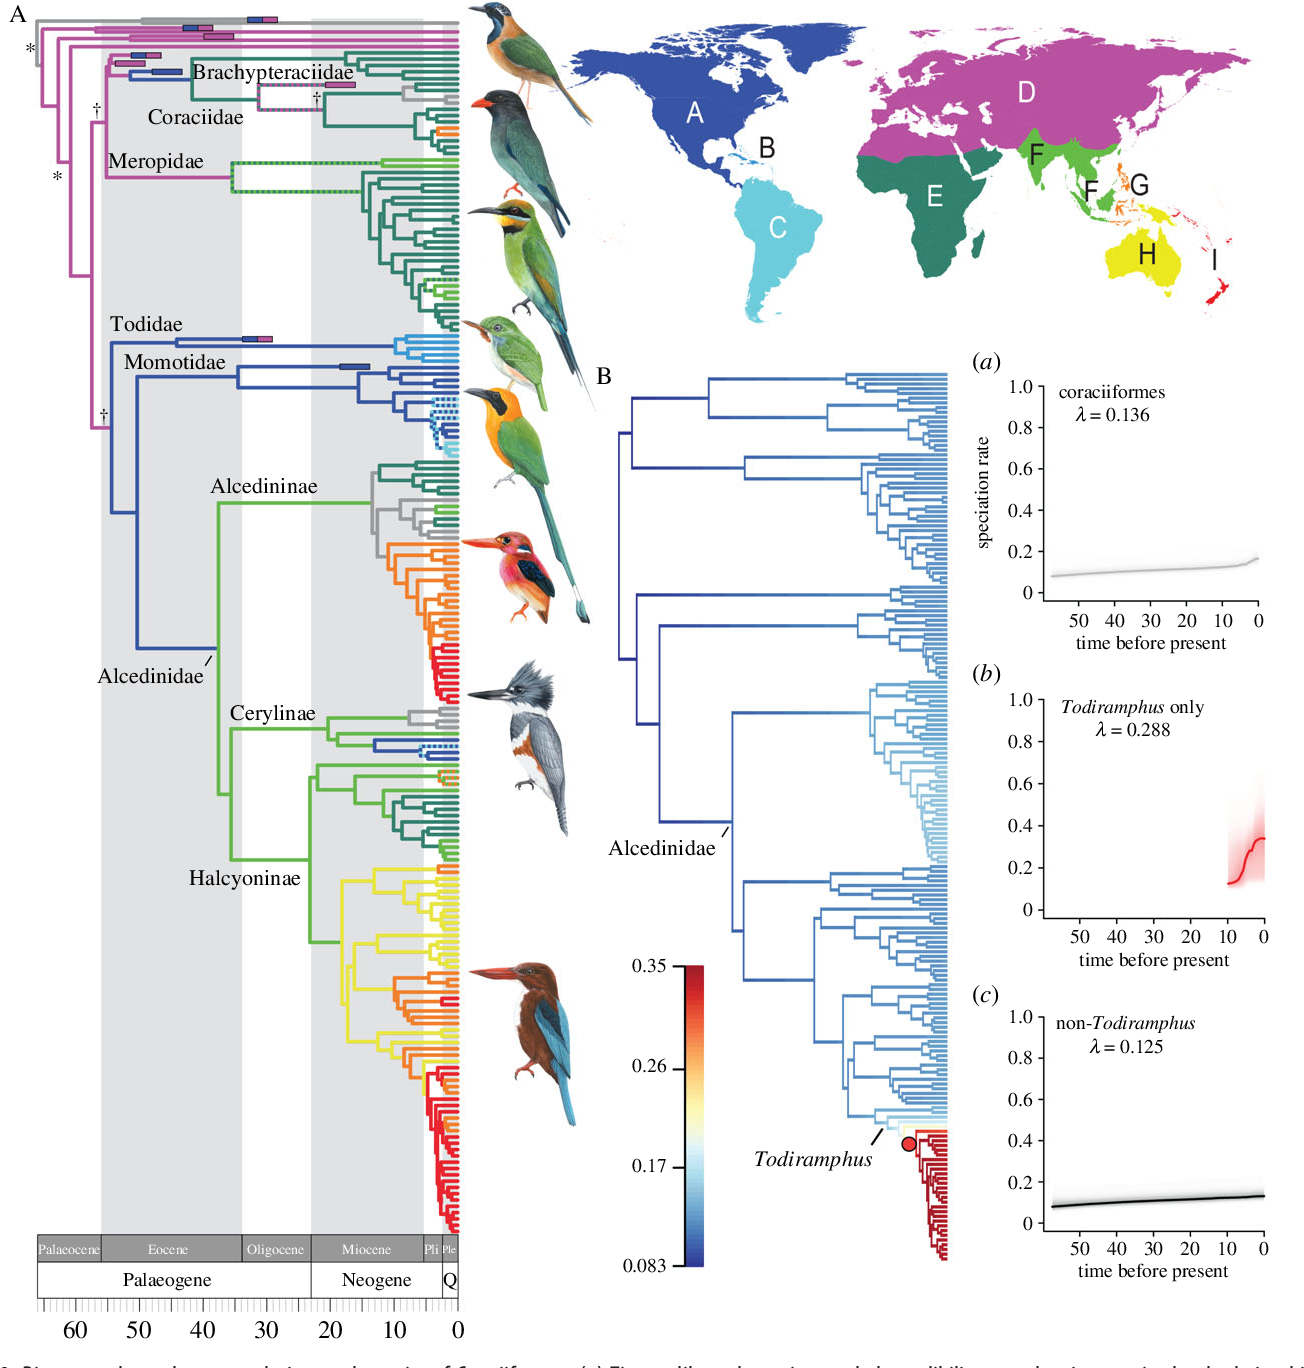 A
*
Brachypteraciidae
†
†
Coraciidae
Meropidae
*
Todidae
†
Momotidae
Alcedininae
Alcedinidae
Cerylinae
Halcyoninae
Palaeocene Eocene Oligocene Miocene Pli Ple
Palaeogene Neogene Q
60 50 40 30 20 10 0
A
B
C
D
E
F
F
G
H
I
B
Alcedinidae
Todiramphus
0.35
0.26
0.17
0.083
(a)
coraciiformes
λ = 0.136
speciation rate
1.0
0.8
0.6
0.4
0.2
0
50 40 30 20 10 0
time before present
(b)
Todiramphus only
λ = 0.288
1.0
0.8
0.6
0.4
0.2
0
50 40 30 20 10 0
time before present
(c)
non-Todiramphus
λ = 0.125
1.0
0.8
0.6
0.4
0.2
0
50 40 30 20 10 0
time before present